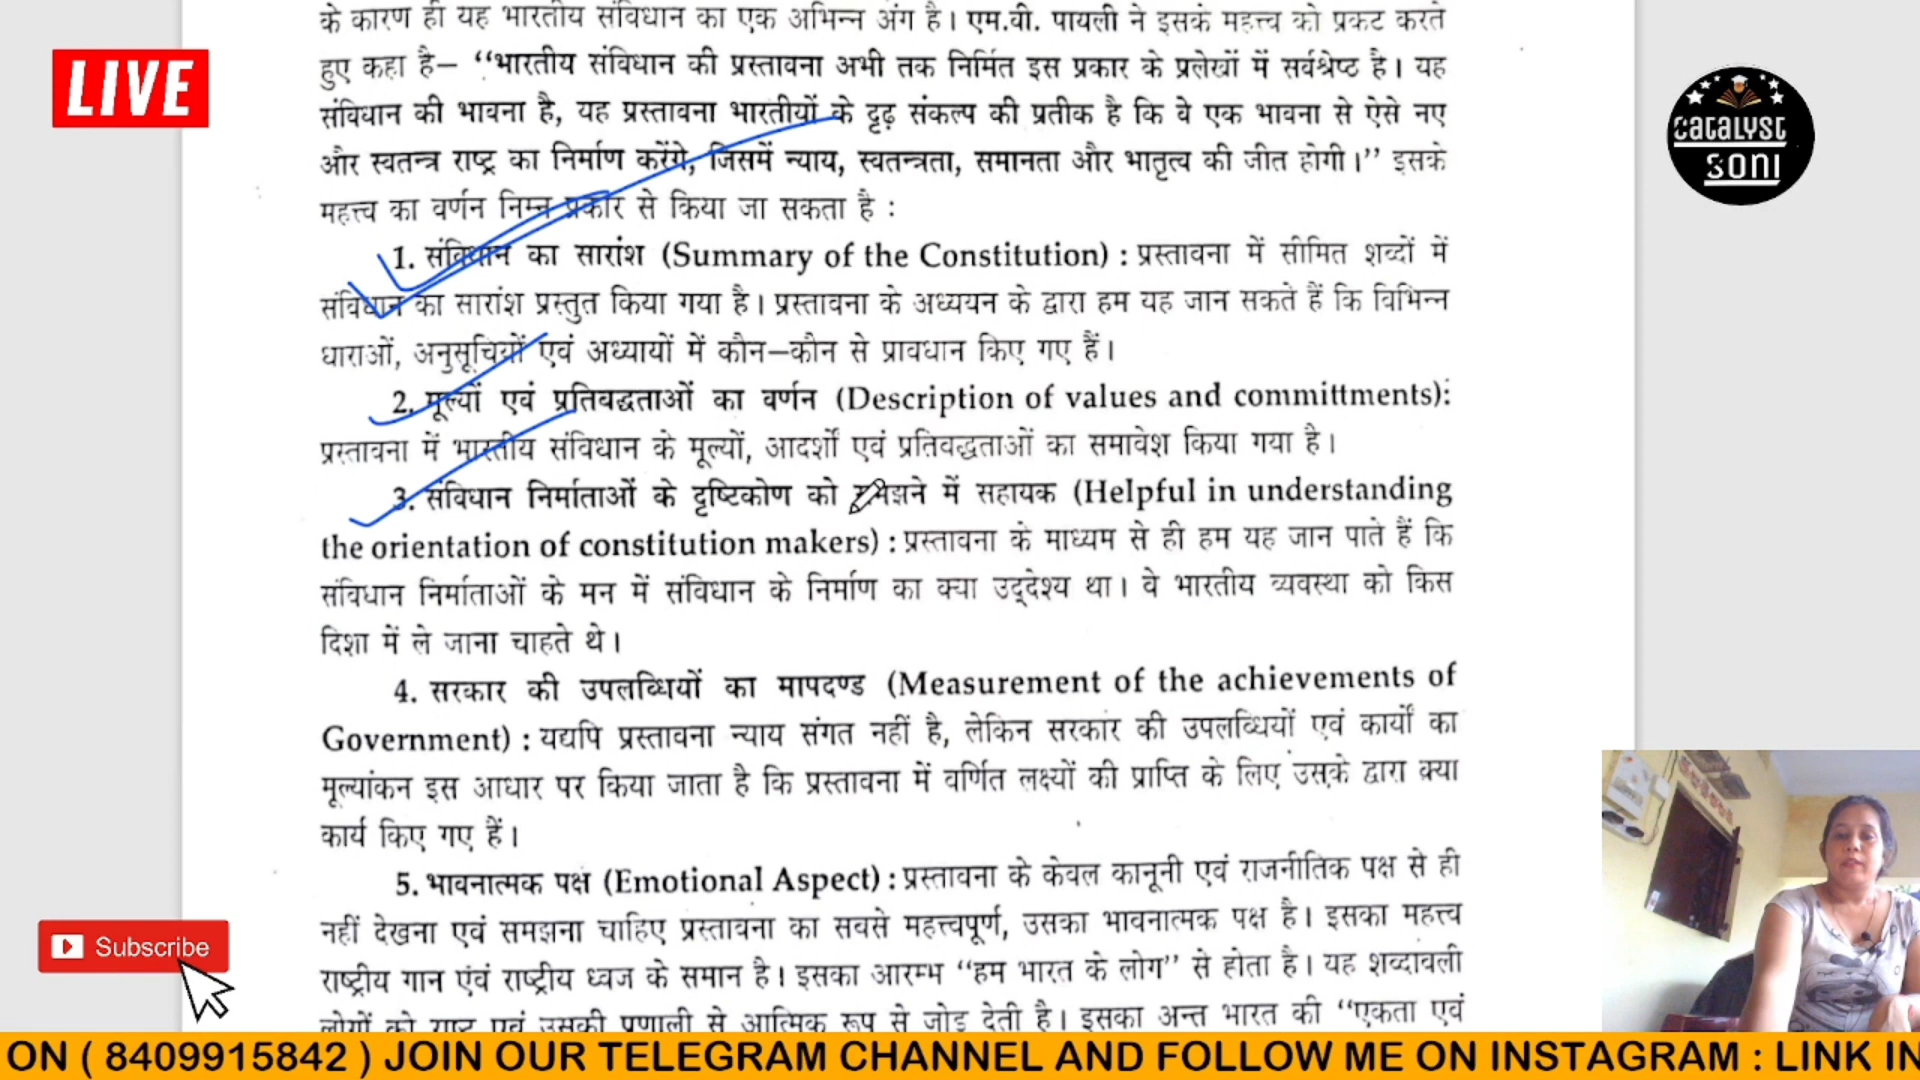 के कारण ही यह भारतीय संविधान का एक अभिन्न अंग है। एम.वी. पायली ने इसके महत्त्व को प्रकट करते
हुए कहा है– “भारतीय संविधान की प्रस्तावना अभी तक निर्मित इस प्रकार के प्रलेखों में सर्वश्रेष्ठ है। यह
संविधान की भावना है, यह प्रस्तावना भारतीयों के दृढ़ संकल्प की प्रतीक है कि वे एक भावना से ऐसे नए
और स्वतन्त्र राष्ट्र का निर्माण करेंगे, जिसमें न्याय, स्वतन्त्रता, समानता और भातृत्व की जीत होगी।” इसके
महत्त्व का वर्णन निम्न प्रकार से किया जा सकता है :
1. संविधान का सारांश (Summary of the Constitution) : प्रस्तावना में सीमित शब्दों में
संविधान का सारांश प्रस्तुत किया गया है। प्रस्तावना के अध्ययन के द्वारा हम यह जान सकते हैं कि विभिन्न
धाराओं, अनुसूचियों एवं अध्यायों में कौन–कौन से प्रावधान किए गए हैं।
2. मूल्यों एवं प्रतिवद्धताओं का वर्णन (Description of values and committments):
प्रस्तावना में भारतीय संविधान के मूल्यों, आदर्शों एवं प्रतिवद्धताओं का समावेश किया गया है।
3. संविधान निर्माताओं के दृष्टिकोण को समझने में सहायक (Helpful in understanding
the orientation of constitution makers) : प्रस्तावना के माध्यम से ही हम यह जान पाते हैं कि
संविधान निर्माताओं के मन में संविधान के निर्माण का क्या उद्देश्य था। वे भारतीय व्यवस्था को किस
दिशा में ले जाना चाहते थे।
4. सरकार की उपलब्धियों का मापदण्ड (Measurement of the achievements of
Government) : यद्यपि प्रस्तावना न्याय संगत नहीं है, लेकिन सरकार की उपलब्धियों एवं कार्यों का
मूल्यांकन इस आधार पर किया जाता है कि प्रस्तावना में वर्णित लक्ष्यों की प्राप्ति के लिए उसके द्वारा क्या
कार्य किए गए हैं।
5. भावनात्मक पक्ष (Emotional Aspect) : प्रस्तावना के केवल कानूनी एवं राजनीतिक पक्ष से ही
नहीं देखना एवं समझना चाहिए प्रस्तावना का सबसे महत्त्वपूर्ण, उसका भावनात्मक पक्ष है। इसका महत्त्व
राष्ट्रीय गान एंवं राष्ट्रीय ध्वज के समान है। इसका आरम्भ “हम भारत के लोग” से होता है। यह शब्दावली
लोगों को राष्ट्र एवं उसकी प्रणाली से आत्मिक रूप से जोड़ देती है। इसका अन्त भारत की “एकता एवं
LIVE
CATALYST
SONI
Subscribe
ON ( 8409915842 ) JOIN OUR TELEGRAM CHANNEL AND FOLLOW ME ON INSTAGRAM : LINK IN